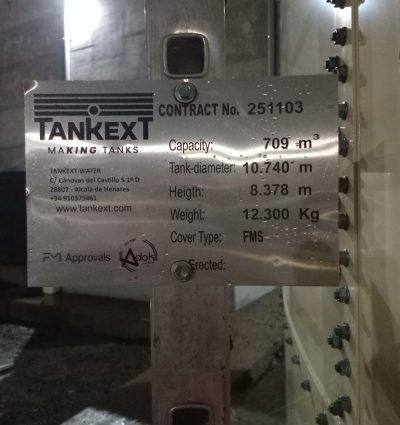 CONTRACT No. 251103
TANKEXT
MAKING TANKS
Capacity: 709 m³
Tank-diameter: 10.740 m
Heigth: 8.378 m
Weight: 12.300 Kg
Cover Type: FMS
Erected:
TANKEXT WATER
C/ Cánovas del Castillo 5 1º D
28807 - Alcalá de Henares
+34 910375461
www.tankext.com
FM Approvals
Adok